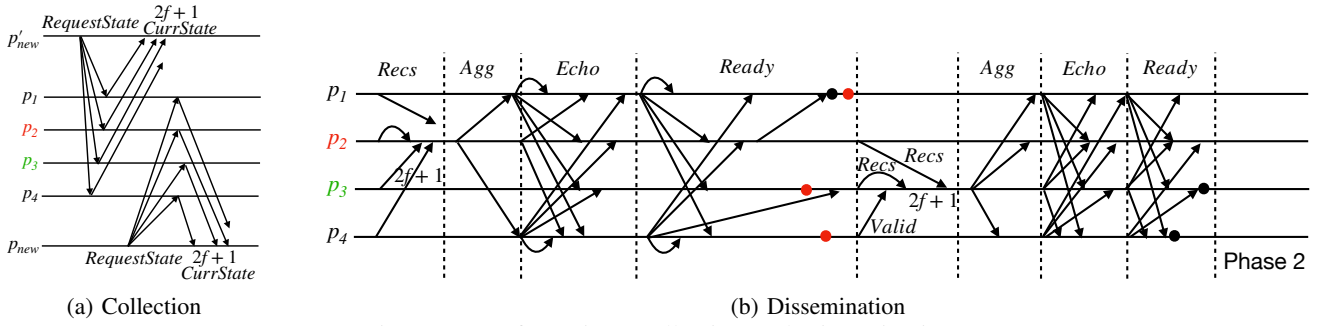 RequestState
2f + 1
CurrState
p'new
p1
p2
p3
p4
pnew
RequestState
2f + 1
CurrState
(a) Collection
Recs
Agg
Echo
Ready
Agg
Echo
Ready
p1
p2
p3
p4
2f + 1
Recs
Recs
2f + 1
Valid
Phase 2
(b) Dissemination